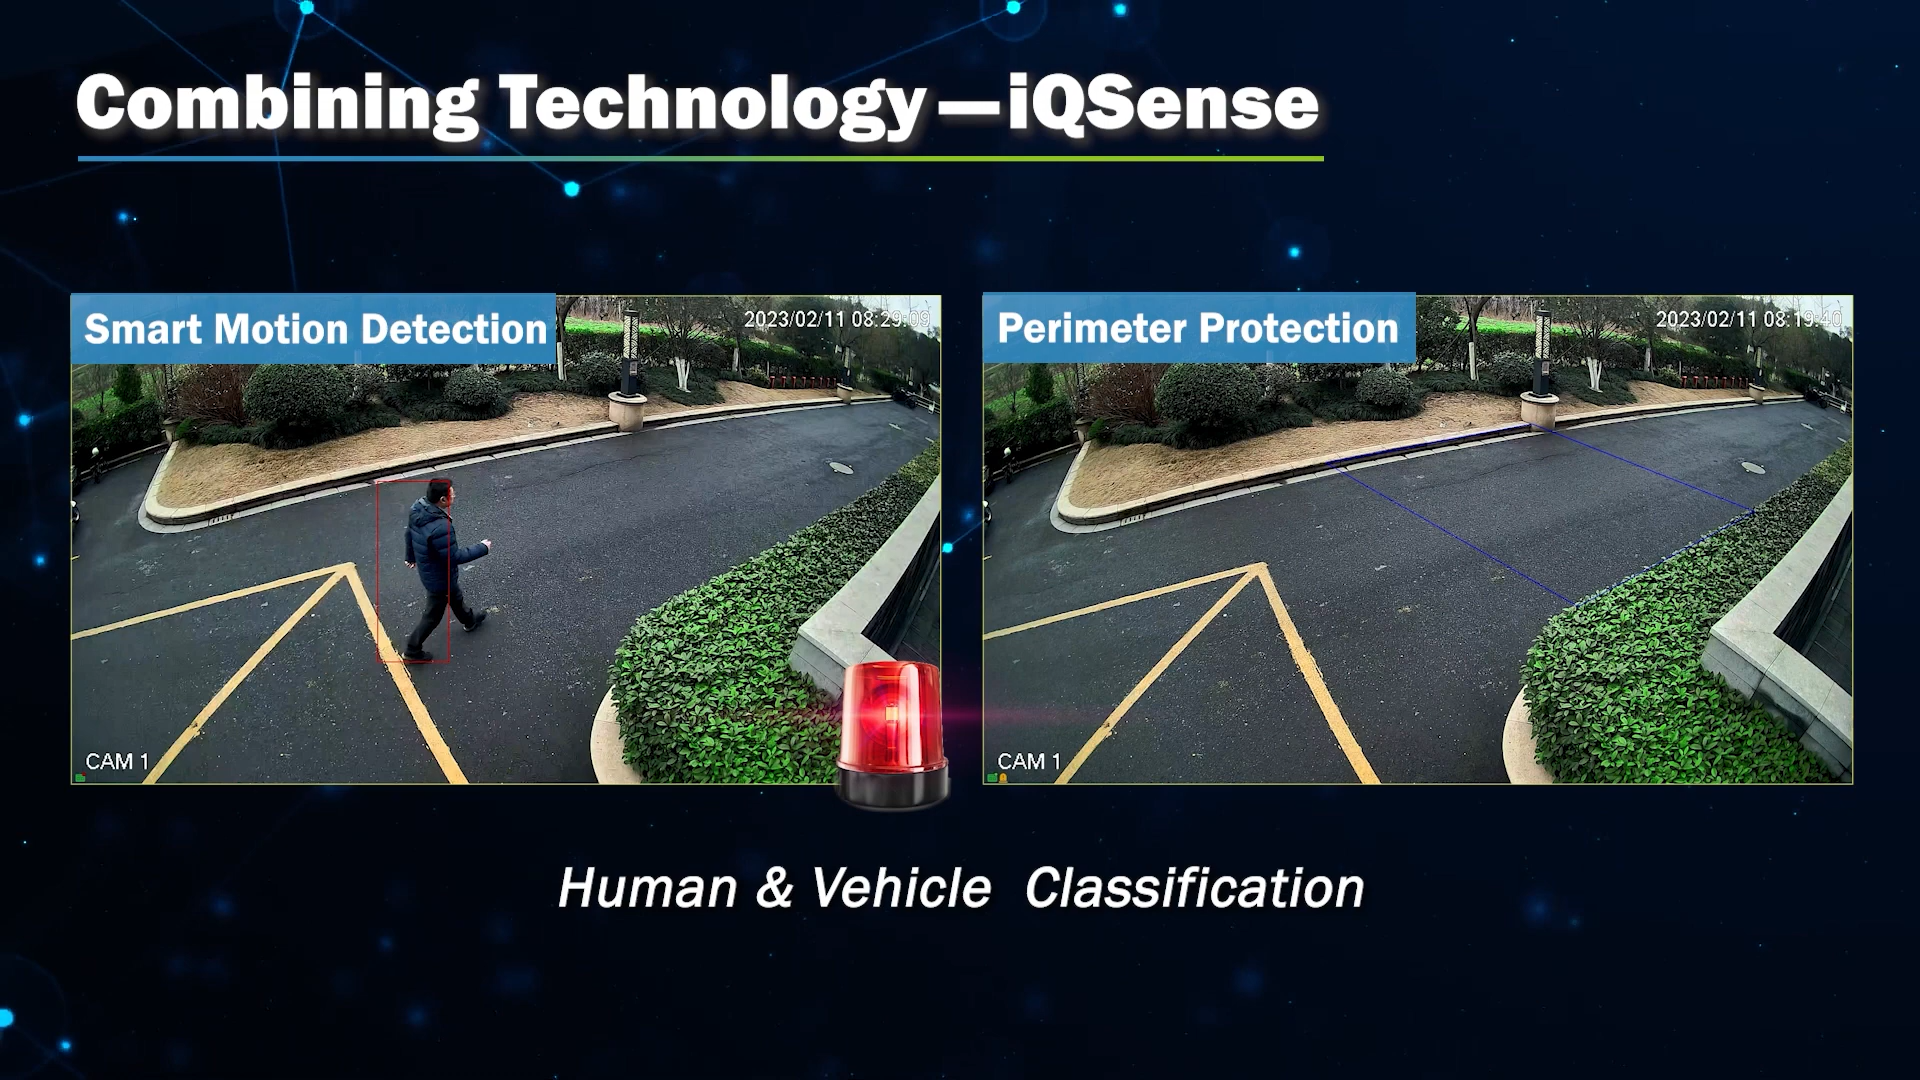 Combining Technology—iQSense
Smart Motion Detection
2023/02/11 08:29:09
Perimeter Protection
2023/02/11 08:19:40
CAM 1
CAM 1
Human & Vehicle Classification